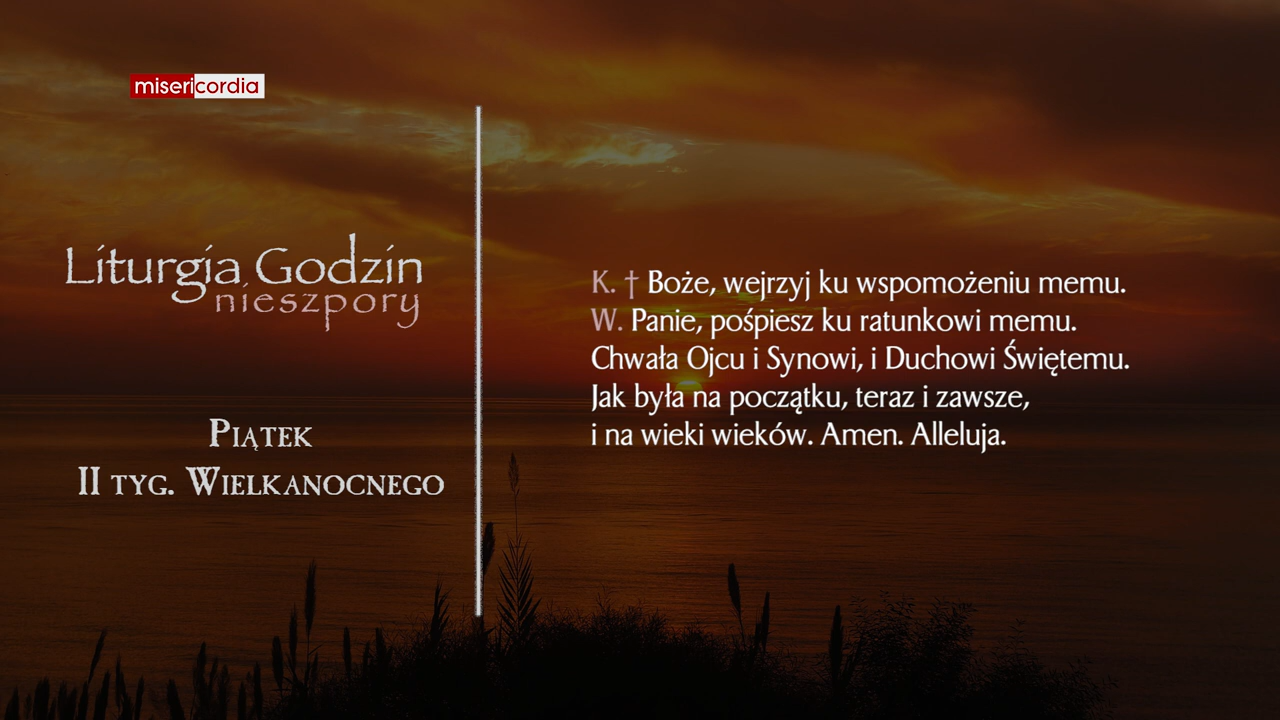 misericordia
Liturgia Godzin
nieszpory
Piątek
II tyg. Wielkanocnego
K. † Boże, wejrzyj ku wspomożeniu memu.
W. Panie, pośpiesz ku ratunkowi memu.
Chwała Ojcu i Synowi, i Duchowi Świętemu.
Jak była na początku, teraz i zawsze,
i na wieki wieków. Amen. Alleluja.